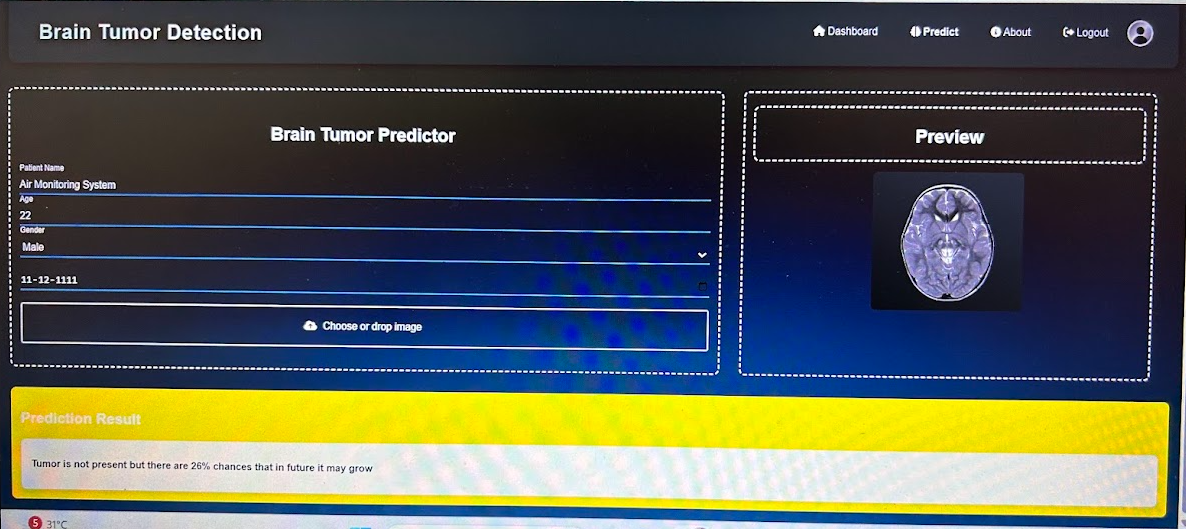 Brain Tumor Detection
Dashboard
Predict
About
Logout
Brain Tumor Predictor
Patient Name
Air Monitoring System
Age
22
Gender
Male
11-12-1111
Choose or drop image
Preview
Prediction Result
Tumor is not present but there are 26% chances that in future it may grow
5
31°C